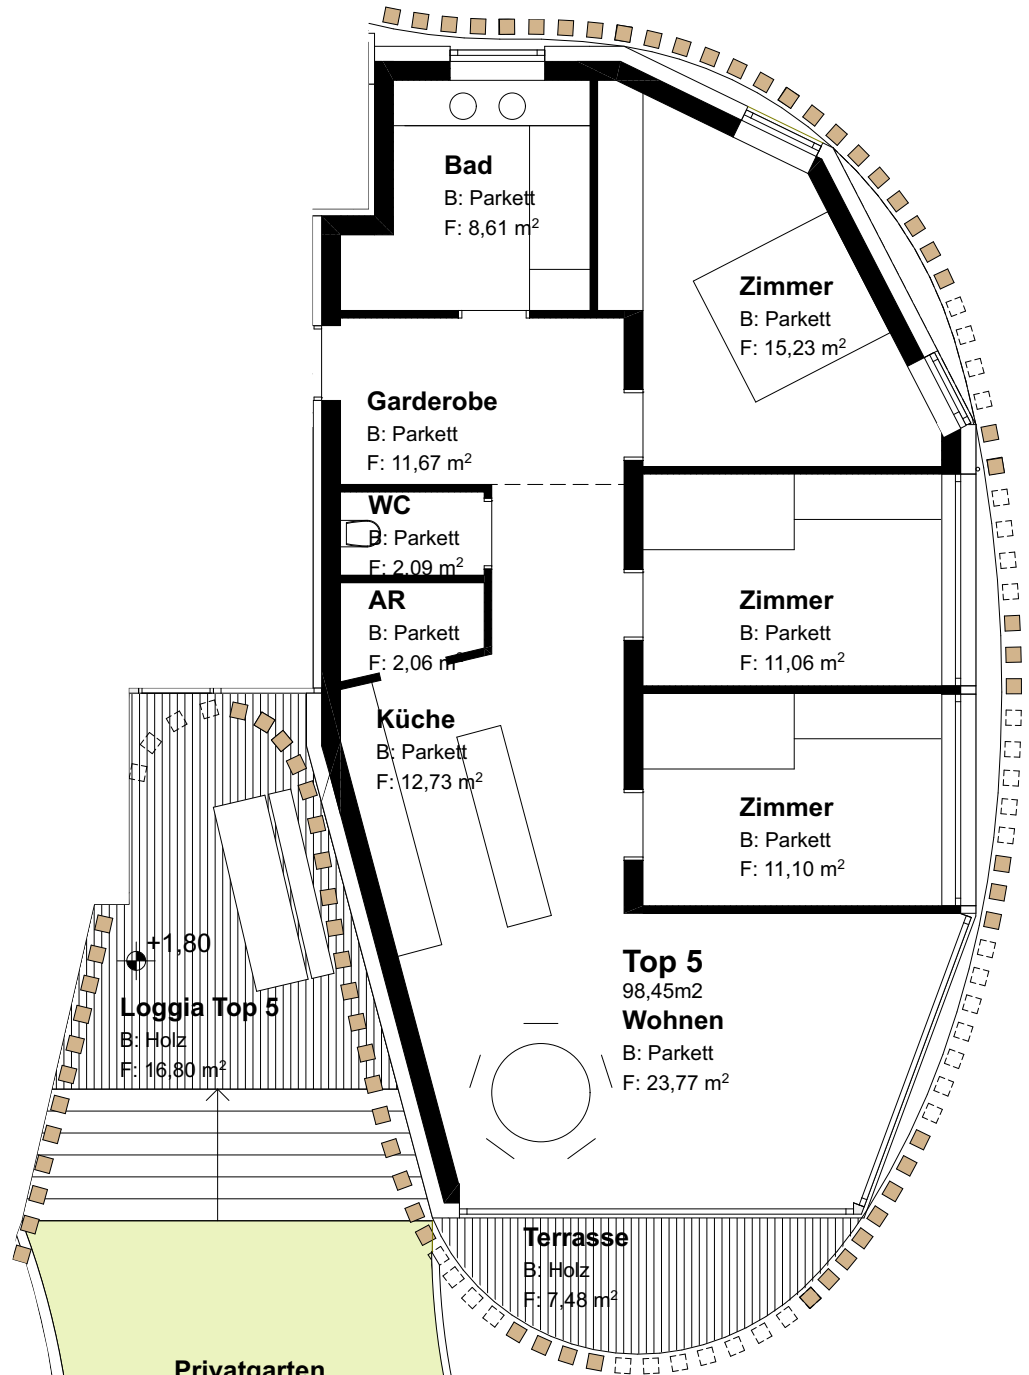 Bad
B: Parkett
F: 8,61 m²
Zimmer
B: Parkett
F: 15,23 m²
Garderobe
B: Parkett
F: 11,67 m²
WC
B: Parkett
F: 2,09 m²
AR
B: Parkett
F: 2,06 m²
Zimmer
B: Parkett
F: 11,06 m²
Küche
B: Parkett
F: 12,73 m²
Zimmer
B: Parkett
F: 11,10 m²
+1,80
Loggia Top 5
B: Holz
F: 16,80 m²
Top 5
98,45m2
Wohnen
B: Parkett
F: 23,77 m²
Terrasse
B: Holz
F: 7,48 m²
Privatgarten